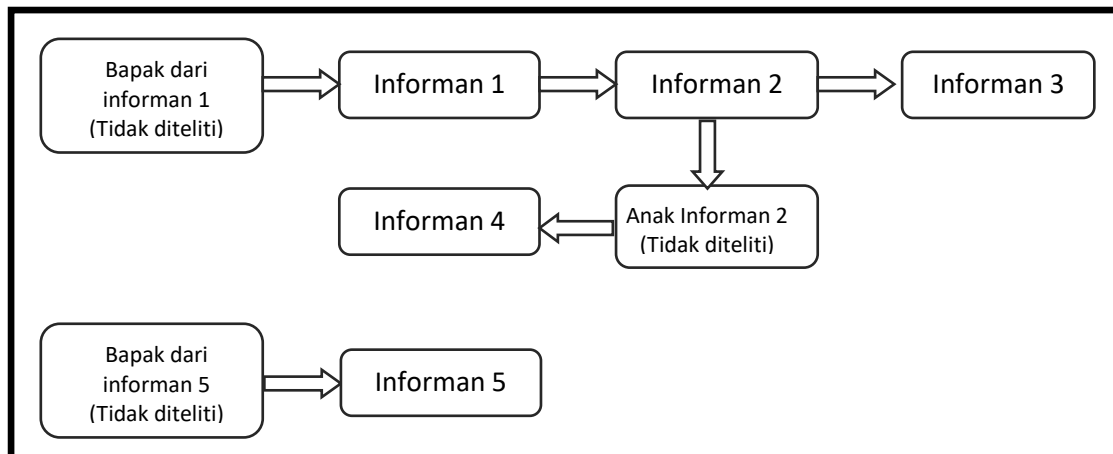 Bapak dari
informan 1
(Tidak diteliti)
Informan 1
Informan 2
Informan 3
Informan 4
Anak Informan 2
(Tidak diteliti)
Bapak dari
informan 5
(Tidak diteliti)
Informan 5